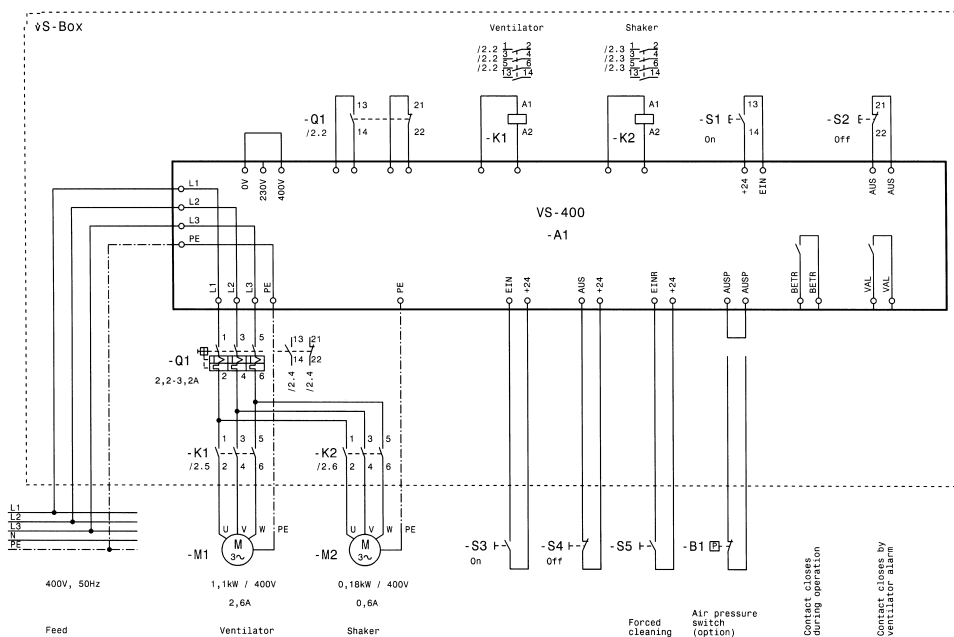 vS-Box
Ventilator
Shaker
/2.2 1 2
/2.2 3 4
/2.2 5 6
13 14
/2.3 1 2
/2.3 3 4
/2.3 5 6
13 14
-Q1
/2.2
13
14
21
22
-K1
A1
A2
-K2
A1
A2
-S1
On
13
14
-S2
Off
21
22
0V
230V
400V
+24
EIN
AUS
AUS
L1
L2
L3
PE
VS-400
-A1
L1
L2
L3
PE
PE
EIN
+24
AUS
+24
EINR
+24
AUSP
AUSP
BETR
BETR
VAL
VAL
-Q1
2,2-3,2A
1 3 5
2 4 6
13 21
14 22
/2.4 /2.4
-K1
/2.5
1 3 5
2 4 6
-K2
/2.6
1 3 5
2 4 6
L1
L2
L3
N
PE
U V W PE
-M1
M
3~
U V W PE
-M2
M
3~
-S3
On
-S4
Off
-S5
-B1
P
400V, 50Hz
1,1kW / 400V
2,6A
0,18kW / 400V
0,6A
Feed
Ventilator
Shaker
Forced
cleaning
Air pressure
switch
(option)
Contact closes
during operation
Contact closes by
ventilator alarm